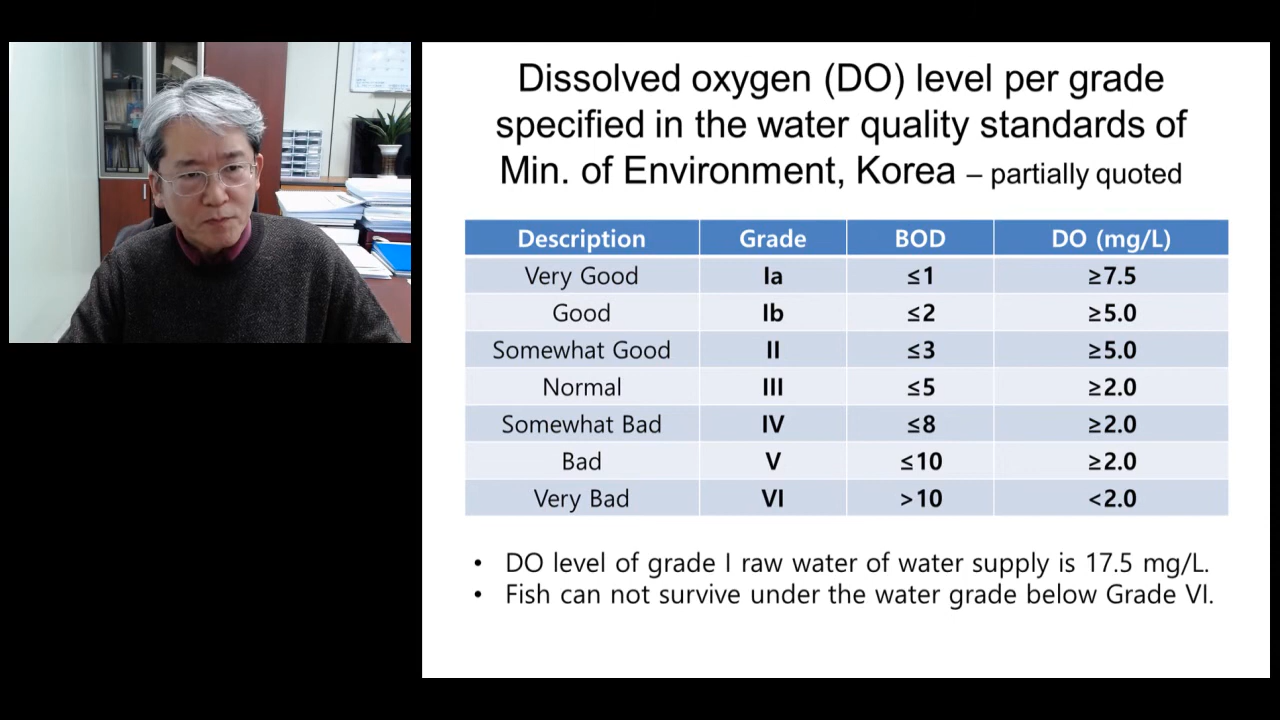 Dissolved oxygen (DO) level per grade
specified in the water quality standards of
Min. of Environment, Korea – partially quoted
Description Grade BOD DO (mg/L)
Very Good Ia ≤1 ≥7.5
Good Ib ≤2 ≥5.0
Somewhat Good II ≤3 ≥5.0
Normal III ≤5 ≥2.0
Somewhat Bad IV ≤8 ≥2.0
Bad V ≤10 ≥2.0
Very Bad VI >10 <2.0
• DO level of grade I raw water of water supply is 17.5 mg/L.
• Fish can not survive under the water grade below Grade VI.